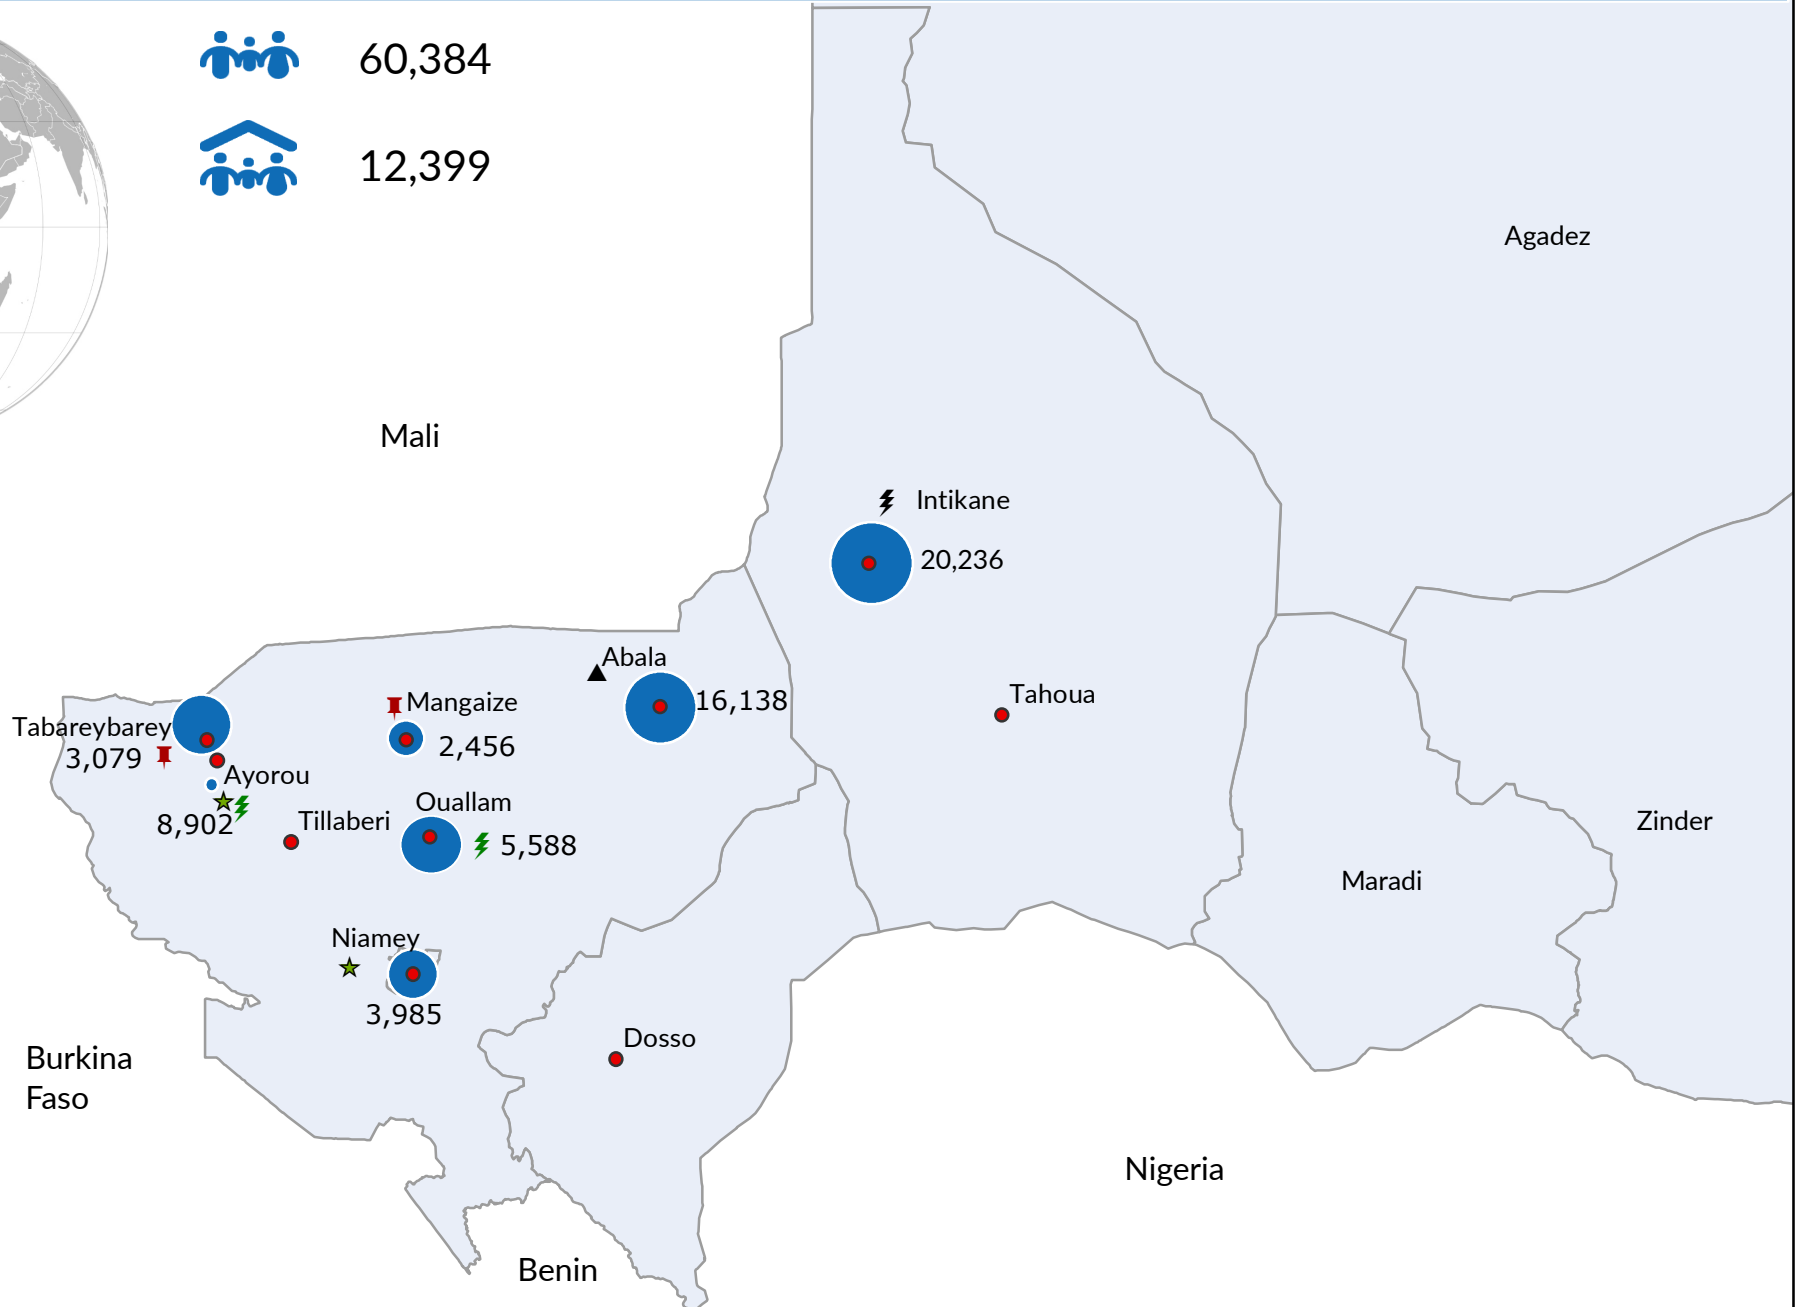 60,384
12,399
Agadez
Mali
Intikane
20,236
Abala
16,138
Tahoua
Mangaize
2,456
Tabareybarey
3,079
Ayorou
8,902
Tillaberi
Ouallam
5,588
Zinder
Maradi
Niamey
3,985
Dosso
Burkina
Faso
Nigeria
Benin